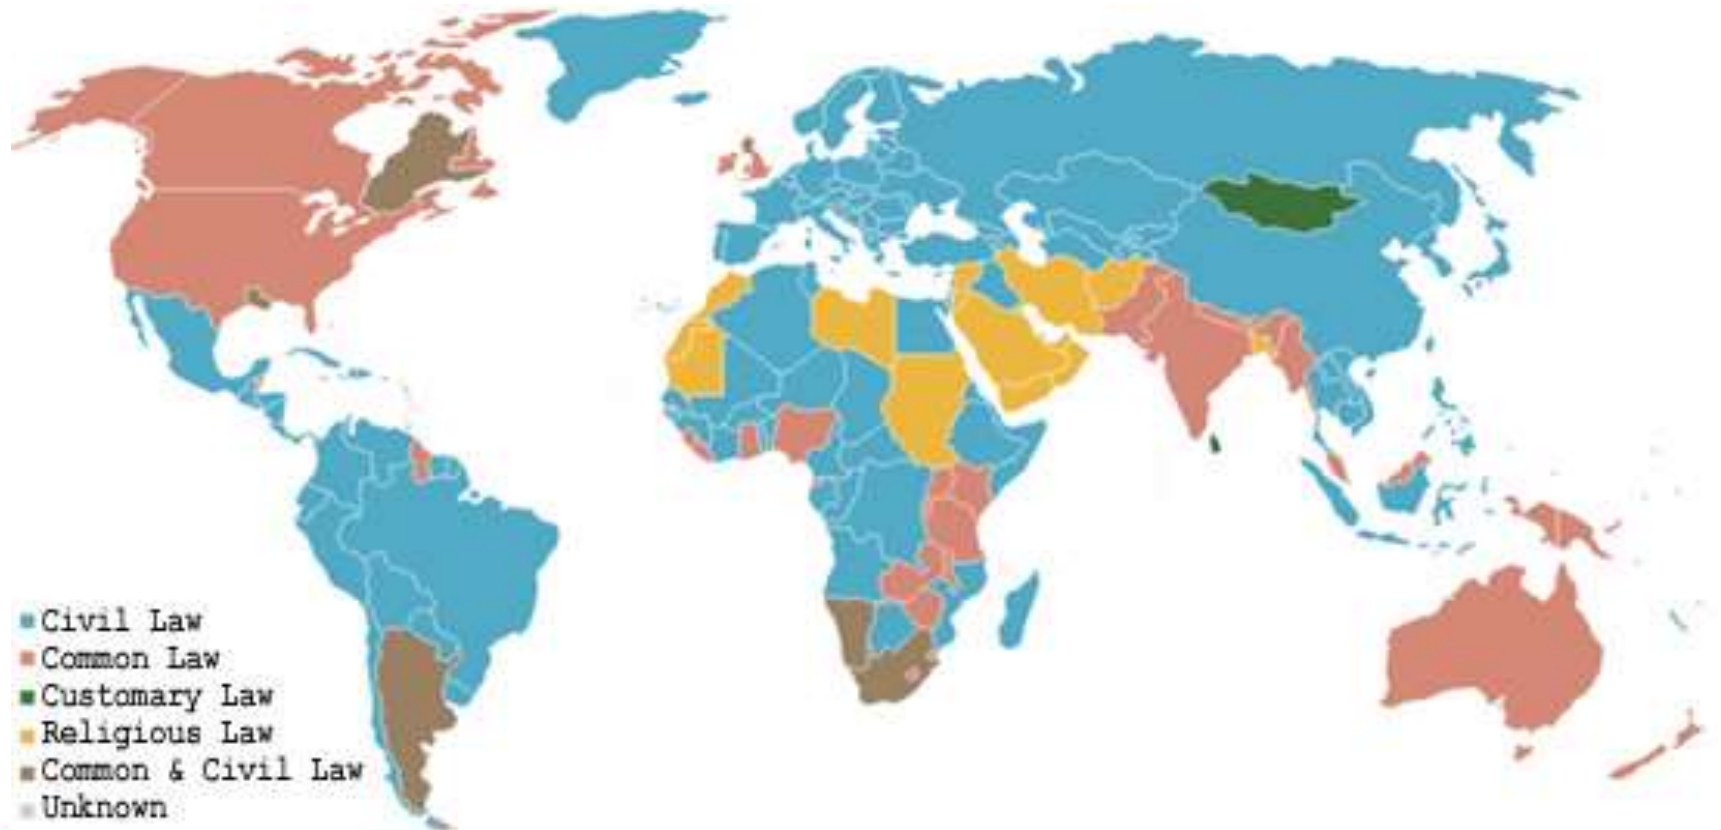 Civil Law
Common Law
Customary Law
Religious Law
Common & Civil Law
Unknown